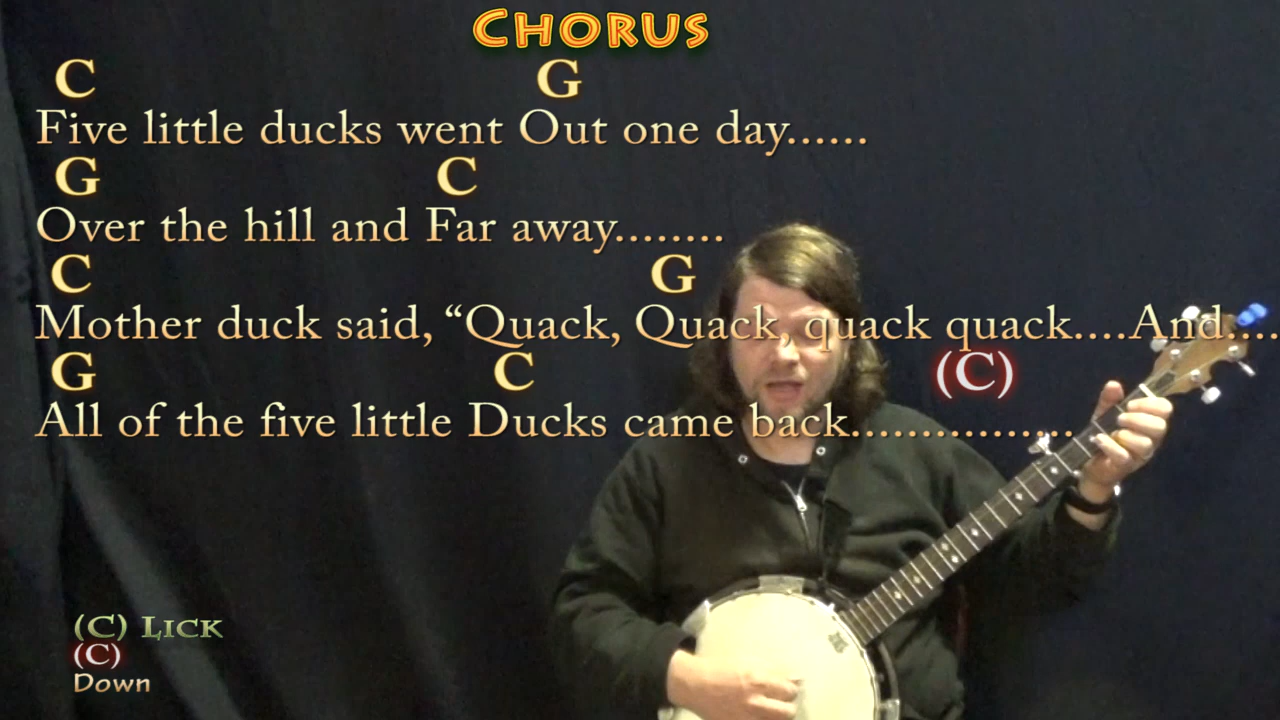 CHORUS
C G
Five little ducks went Out one day......
G C
Over the hill and Far away........
C G
Mother duck said, “Quack, Quack, quack quack....And....
G C (C)
All of the five little Ducks came back................
(C) LICK
(C)
Down